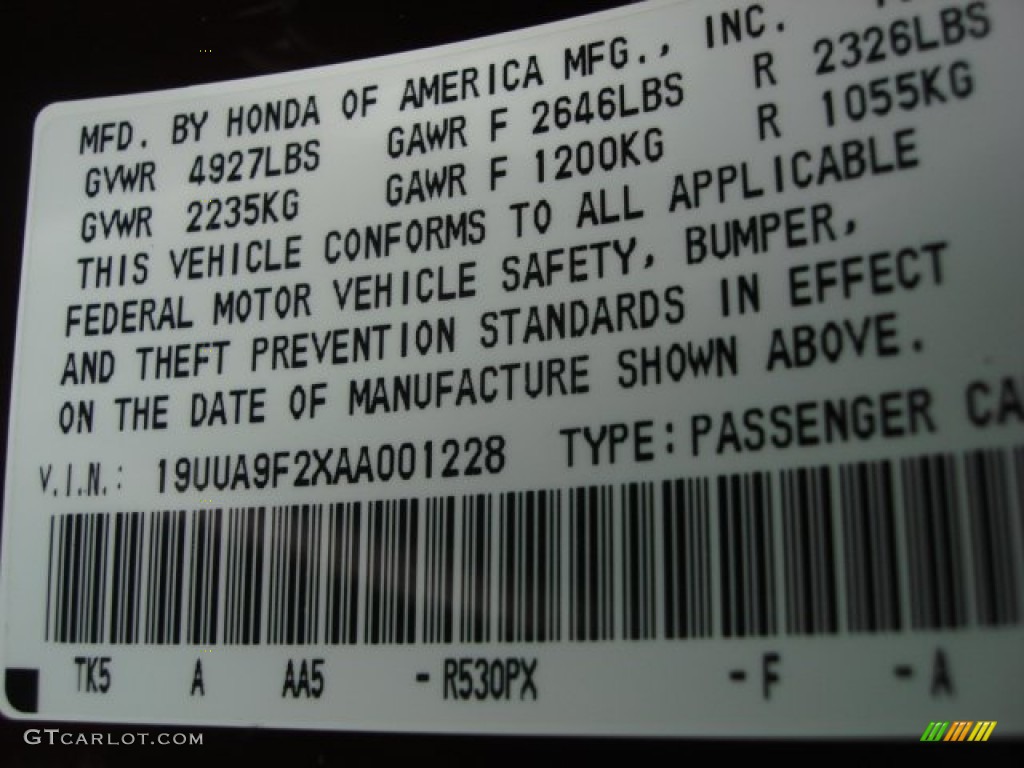 MFD. BY HONDA OF AMERICA MFG., INC.
GVWR 4927LBS GAWR F 2646LBS R 2326LBS
GVWR 2235KG GAWR F 1200KG R 1055KG
THIS VEHICLE CONFORMS TO ALL APPLICABLE
FEDERAL MOTOR VEHICLE SAFETY, BUMPER,
AND THEFT PREVENTION STANDARDS IN EFFECT
ON THE DATE OF MANUFACTURE SHOWN ABOVE.
V.I.N.: 19UUA9F2XAA001228 TYPE:PASSENGER CA
TK5 A AA5 -R530PX -F -A
GTCARLOT.COM